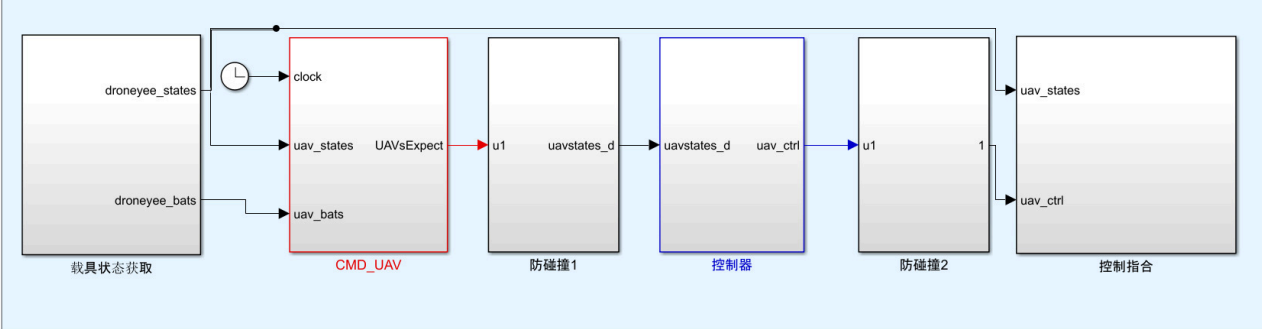 droneyee_states
droneyee_bats
载具状态获取
clock
uav_states
UAVsExpect
uav_bats
CMD_UAV
u1
uavstates_d
防碰撞1
uavstates_d
uav_ctrl
控制器
u1
1
防碰撞2
uav_states
uav_ctrl
控制指合